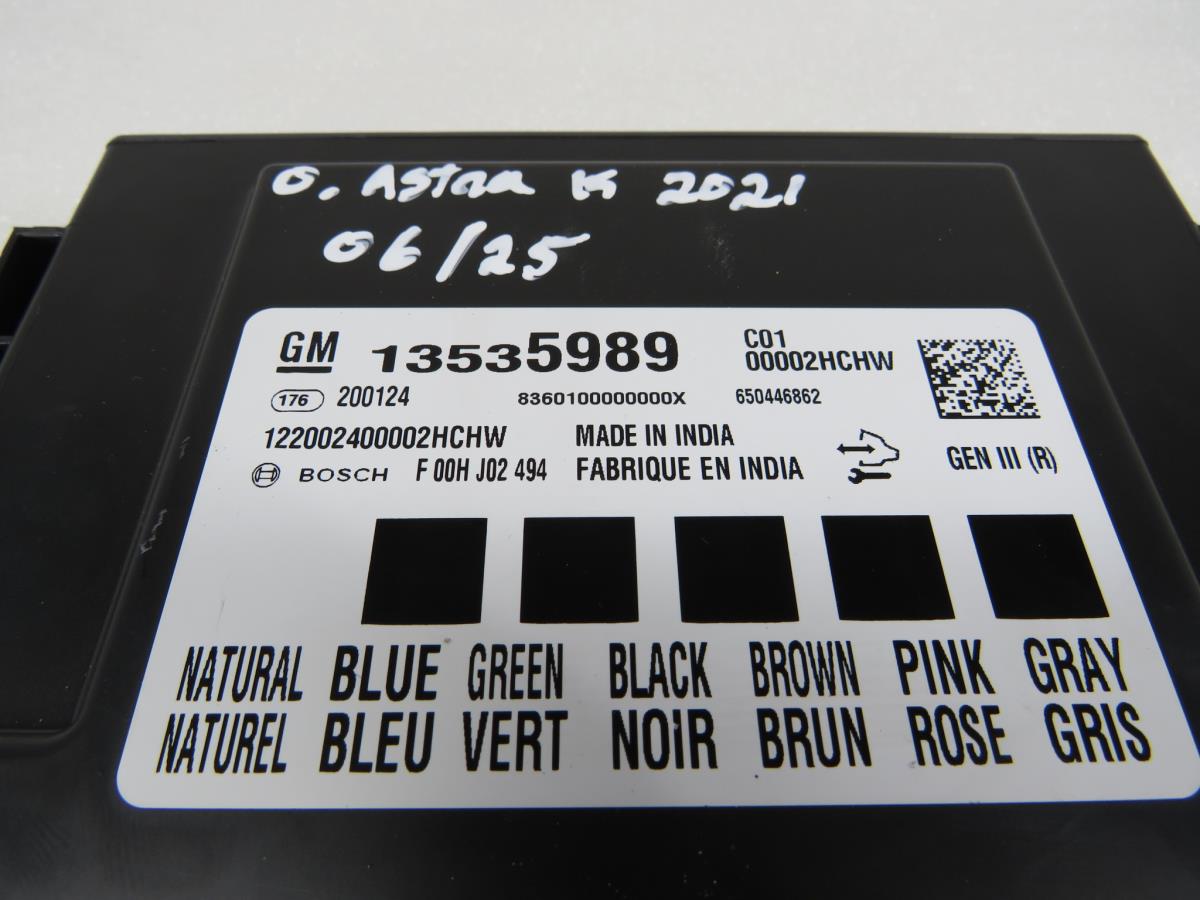 O. Astra K 2021
06/25
GM 13535989 C01
00002HCHW
176 200124 8360100000000X 650446862
122002400002HCHW MADE IN INDIA
BOSCH F 00H J02 494 FABRIQUE EN INDIA GEN III (R)
NATURAL BLUE GREEN BLACK BROWN PINK GRAY
NATUREL BLEU VERT NOIR BRUN ROSE GRIS